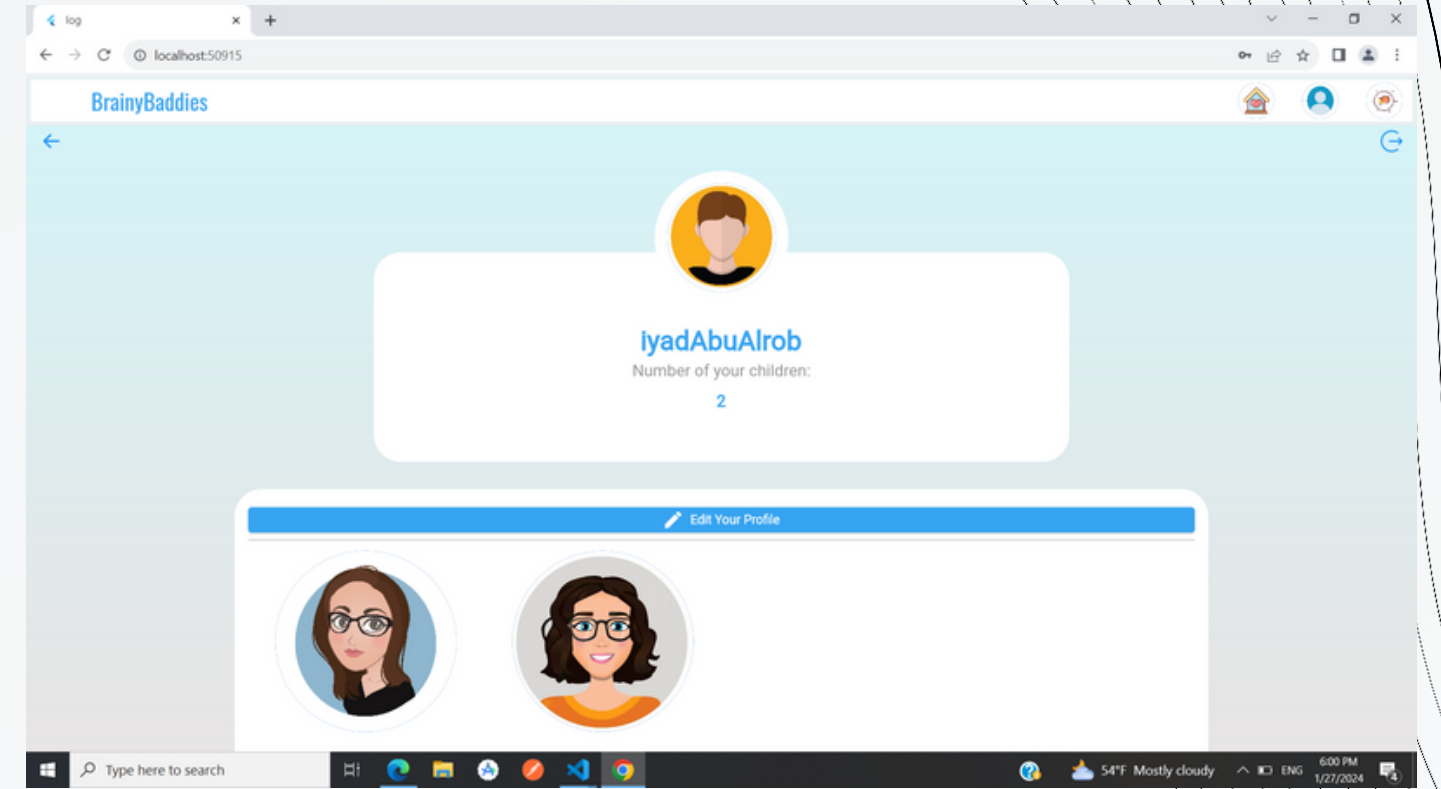 log
localhost:50915
BrainyBaddies
iyadAbuAlrob
Number of your children:
2
Edit Your Profile
Type here to search
54°F Mostly cloudy
ENG
6:00 PM
1/27/2024
4